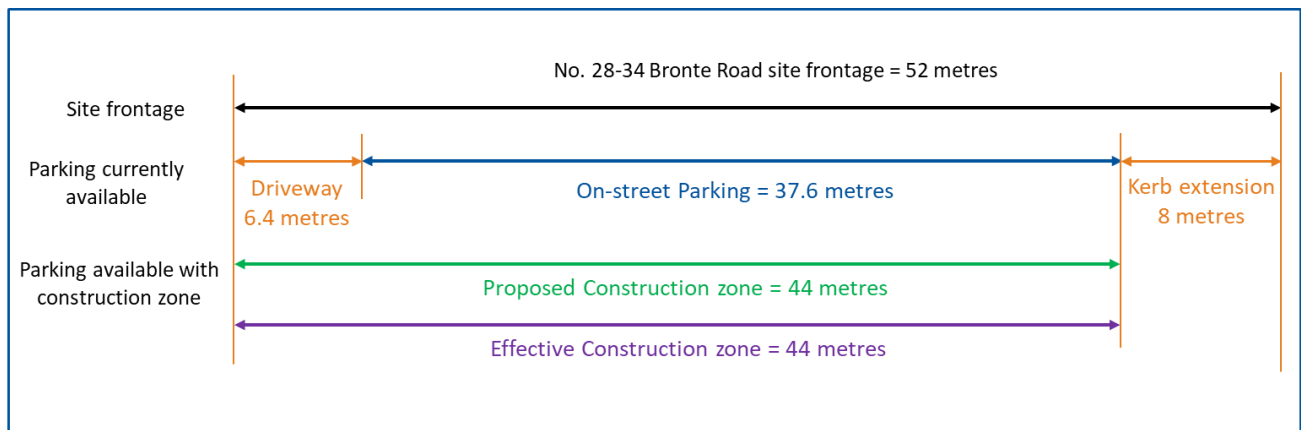 No. 28-34 Bronte Road site frontage = 52 metres
Site frontage
Parking currently
available
Driveway
6.4 metres
On-street Parking = 37.6 metres
Kerb extension
8 metres
Parking available with
construction zone
Proposed Construction zone = 44 metres
Effective Construction zone = 44 metres